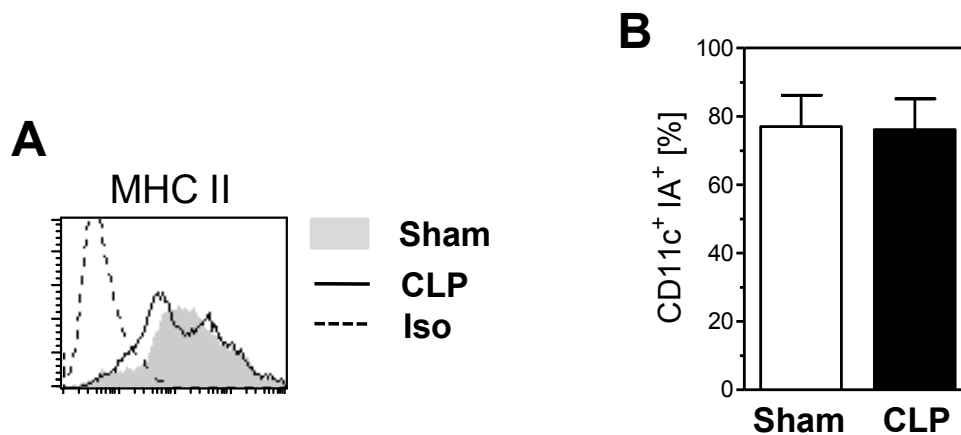 A
MHC II
Sham
CLP
Iso
B
CD11c+ IA+ [%]
100
80
60
40
20
0
Sham CLP